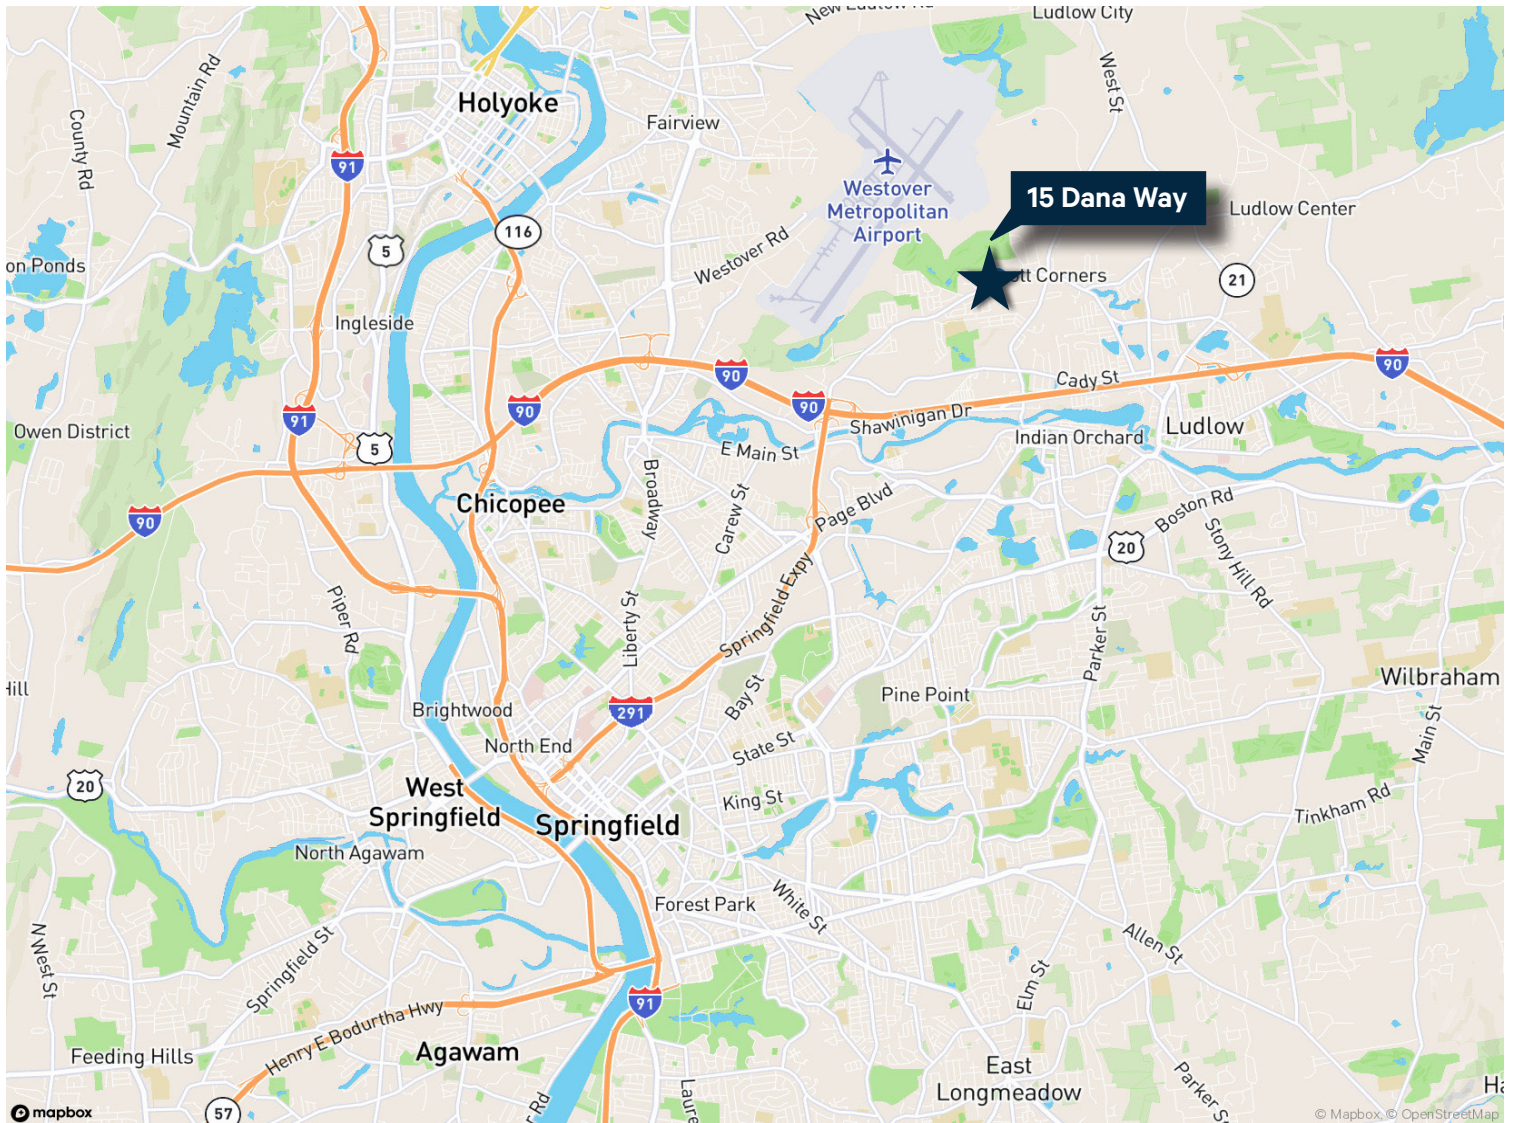 New Ludlow Rd
Ludlow City
Mountain Rd
West St
Holyoke
County Rd
Fairview
91
Westover
Metropolitan
Airport
15 Dana Way
Ludlow Center
116
5
Westover Rd
on Ponds
ott Corners
21
Ingleside
90
90
Cady St
90
90
91
Shawinigan Dr
Owen District
Ludlow
5
E Main St
Indian Orchard
Broadway
Carew St
Page Blvd
Boston Rd
Chicopee
90
20
Stony Hill Rd
Springfield Expy
Piper Rd
Liberty St
Parker St
Hill
Wilbraham
Bay St
Pine Point
Brightwood
291
Main St
North End
State St
20
West
Springfield
King St
Tinkham Rd
Springfield
North Agawam
Forest Park
White St
N West St
Springfield St
Allen St
Elm St
91
Henry E Bodurtha Hwy
Feeding Hills
Agawam
East
Longmeadow
Parker S
Ha
Laure
r Rd
57
mapbox
© Mapbox, © OpenStreetMap